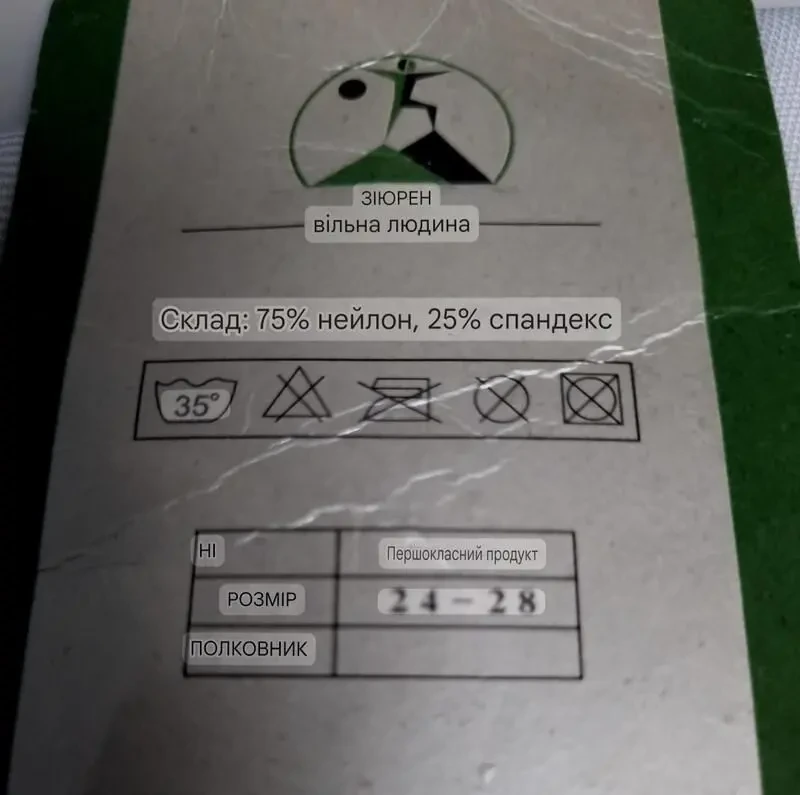 ЗІЮРЕН
вільна людина
Склад: 75% нейлон, 25% спандекс
35°
НІ Першокласний продукт
РОЗМІР 24-28
ПОЛКОВНИК